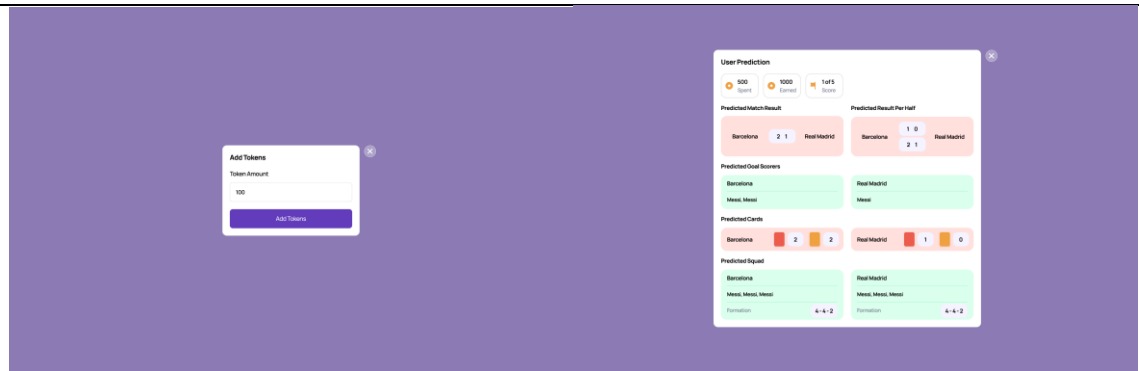 Add Tokens
Token Amount
100
Add Tokens
User Prediction
500 1000 1 of 5
Spent Earned Score
Predicted Match Result Predicted Result Per Half
Barcelona 2 1 Real Madrid
Barcelona 1 0 Real Madrid
2 1
Predicted Goal Scorers
Barcelona Real Madrid
Messi, Messi Messi
Predicted Cards
Barcelona 2 2 Real Madrid 1 0
Predicted Squad
Barcelona Real Madrid
Messi, Messi, Messi Messi, Messi, Messi
Formation 4-4-2 Formation 4-4-2